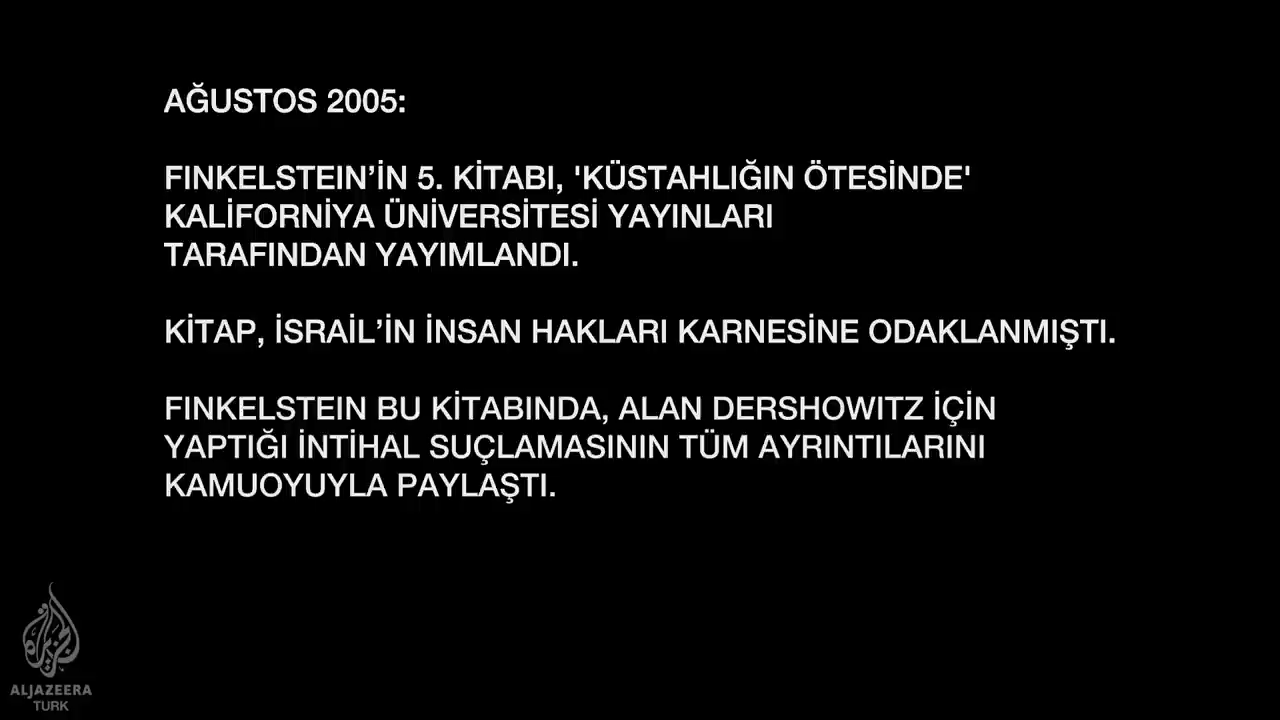 AĞUSTOS 2005:
FINKELSTEIN’İN 5. KİTABI, 'KÜSTAHLIĞIN ÖTESİNDE'
KALİFORNİYA ÜNİVERSİTESİ YAYINLARI
TARAFINDAN YAYIMLANDI.
KİTAP, İSRAİL’İN İNSAN HAKLARI KARNESİNE ODAKLANMIŞTI.
FINKELSTEIN BU KİTABINDA, ALAN DERSHOWITZ İÇİN
YAPTIĞI İNTİHAL SUÇLAMASININ TÜM AYRINTILARINI
KAMUOYUYLA PAYLAŞTI.
ALJAZEERA
TURK